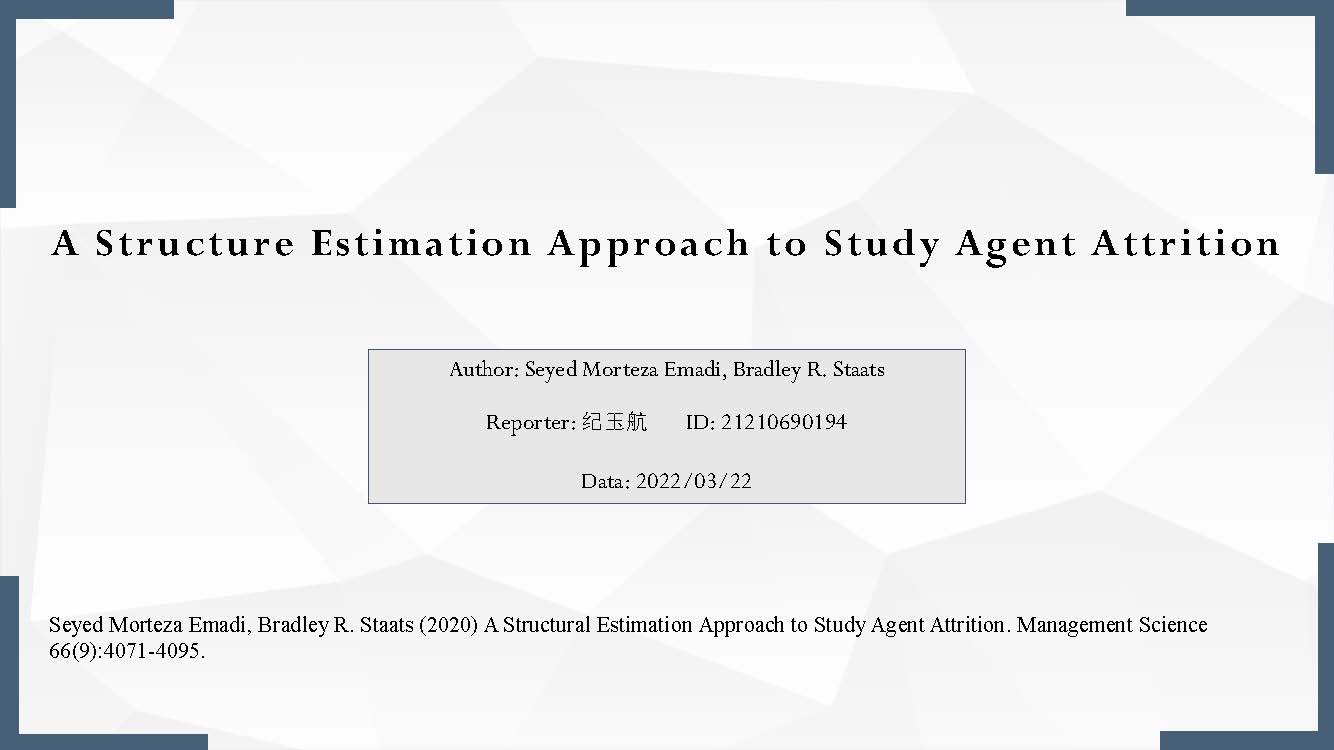 A Structure Estimation Approach to Study Agent Attrition
Author: Seyed Morteza Emadi, Bradley R. Staats
Reporter: 纪玉航 ID: 21210690194
Data: 2022/03/22
Seyed Morteza Emadi, Bradley R. Staats (2020) A Structural Estimation Approach to Study Agent Attrition. Management Science
66(9):4071-4095.